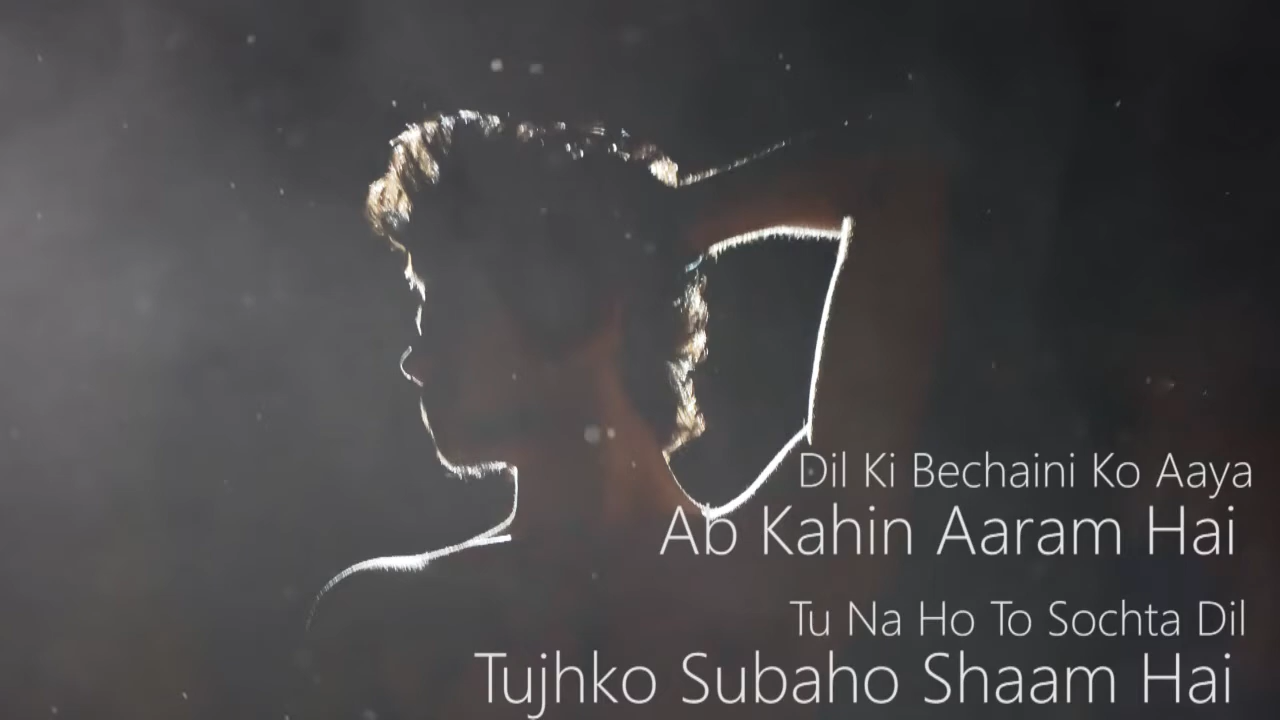 Dil Ki Bechaini Ko Aaya
Ab Kahin Aaram Hai
Tu Na Ho To Sochta Dil
Tujhko Subaho Shaam Hai